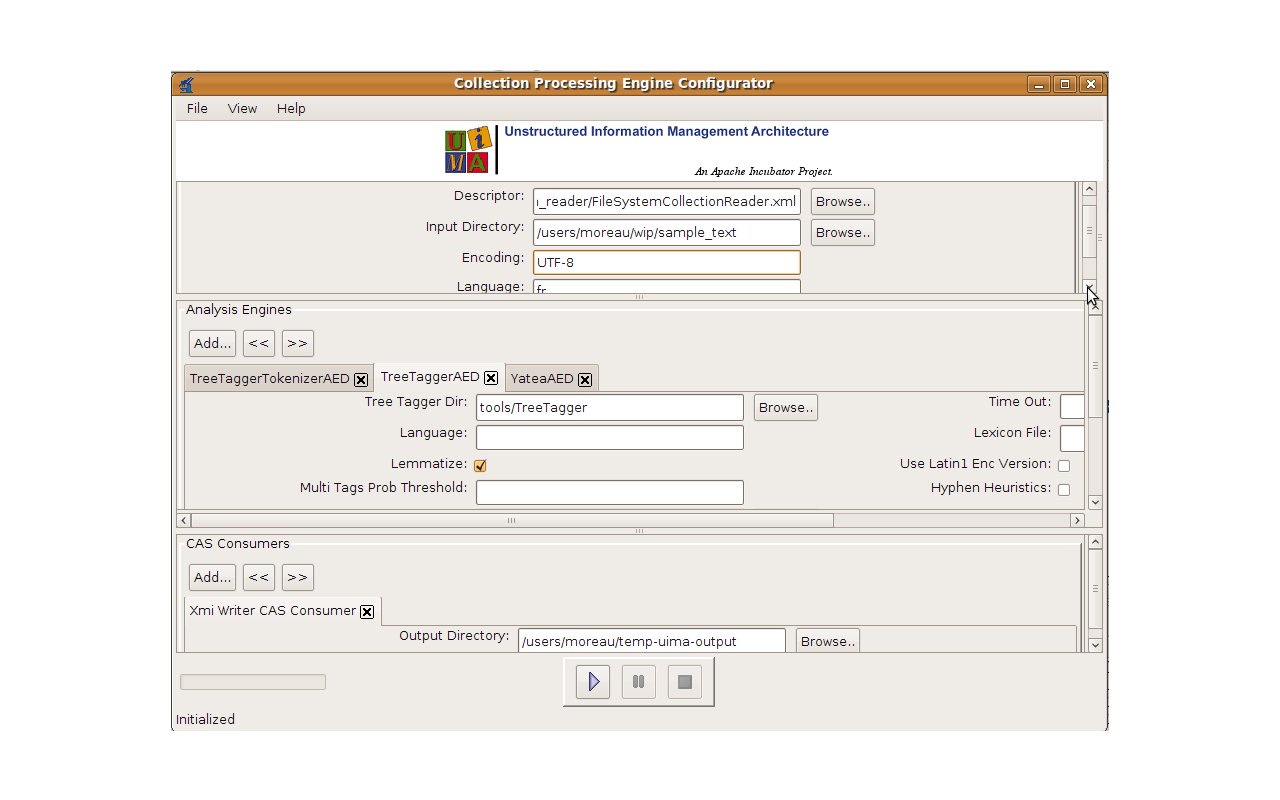 Collection Processing Engine Configurator
File View Help
UIMA
Unstructured Information Management Architecture
An Apache Incubator Project.
Descriptor: _reader/FileSystemCollectionReader.xml Browse..
Input Directory: /users/moreau/wip/sample_text Browse..
Encoding: UTF-8
Language: fr
Analysis Engines
Add... << >>
TreeTaggerTokenizerAED TreeTaggerAED YateaAED
Tree Tagger Dir: tools/TreeTagger Browse.. Time Out:
Language: Lexicon File:
Lemmatize: Use Latin1 Enc Version:
Multi Tags Prob Threshold: Hyphen Heuristics:
CAS Consumers
Add... << >>
Xmi Writer CAS Consumer
Output Directory: /users/moreau/temp-uima-output Browse..
Initialized